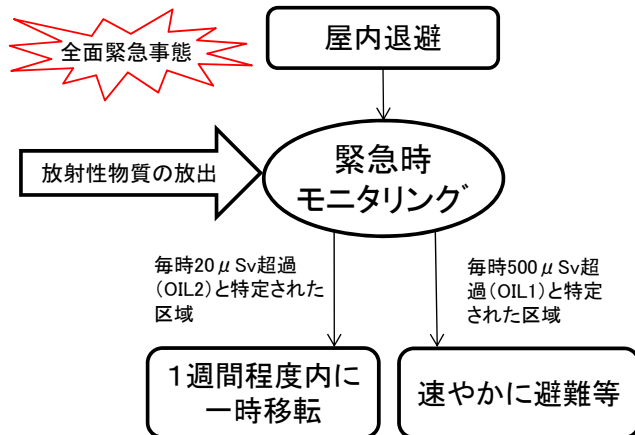 全面緊急事態
屋内退避
放射性物質の放出
緊急時
モニタリング
毎時20μSv超過
(OIL2)と特定された
区域
毎時500μSv超
過(OIL1)と特定
された区域
1週間程度内に
一時移転
速やかに避難等